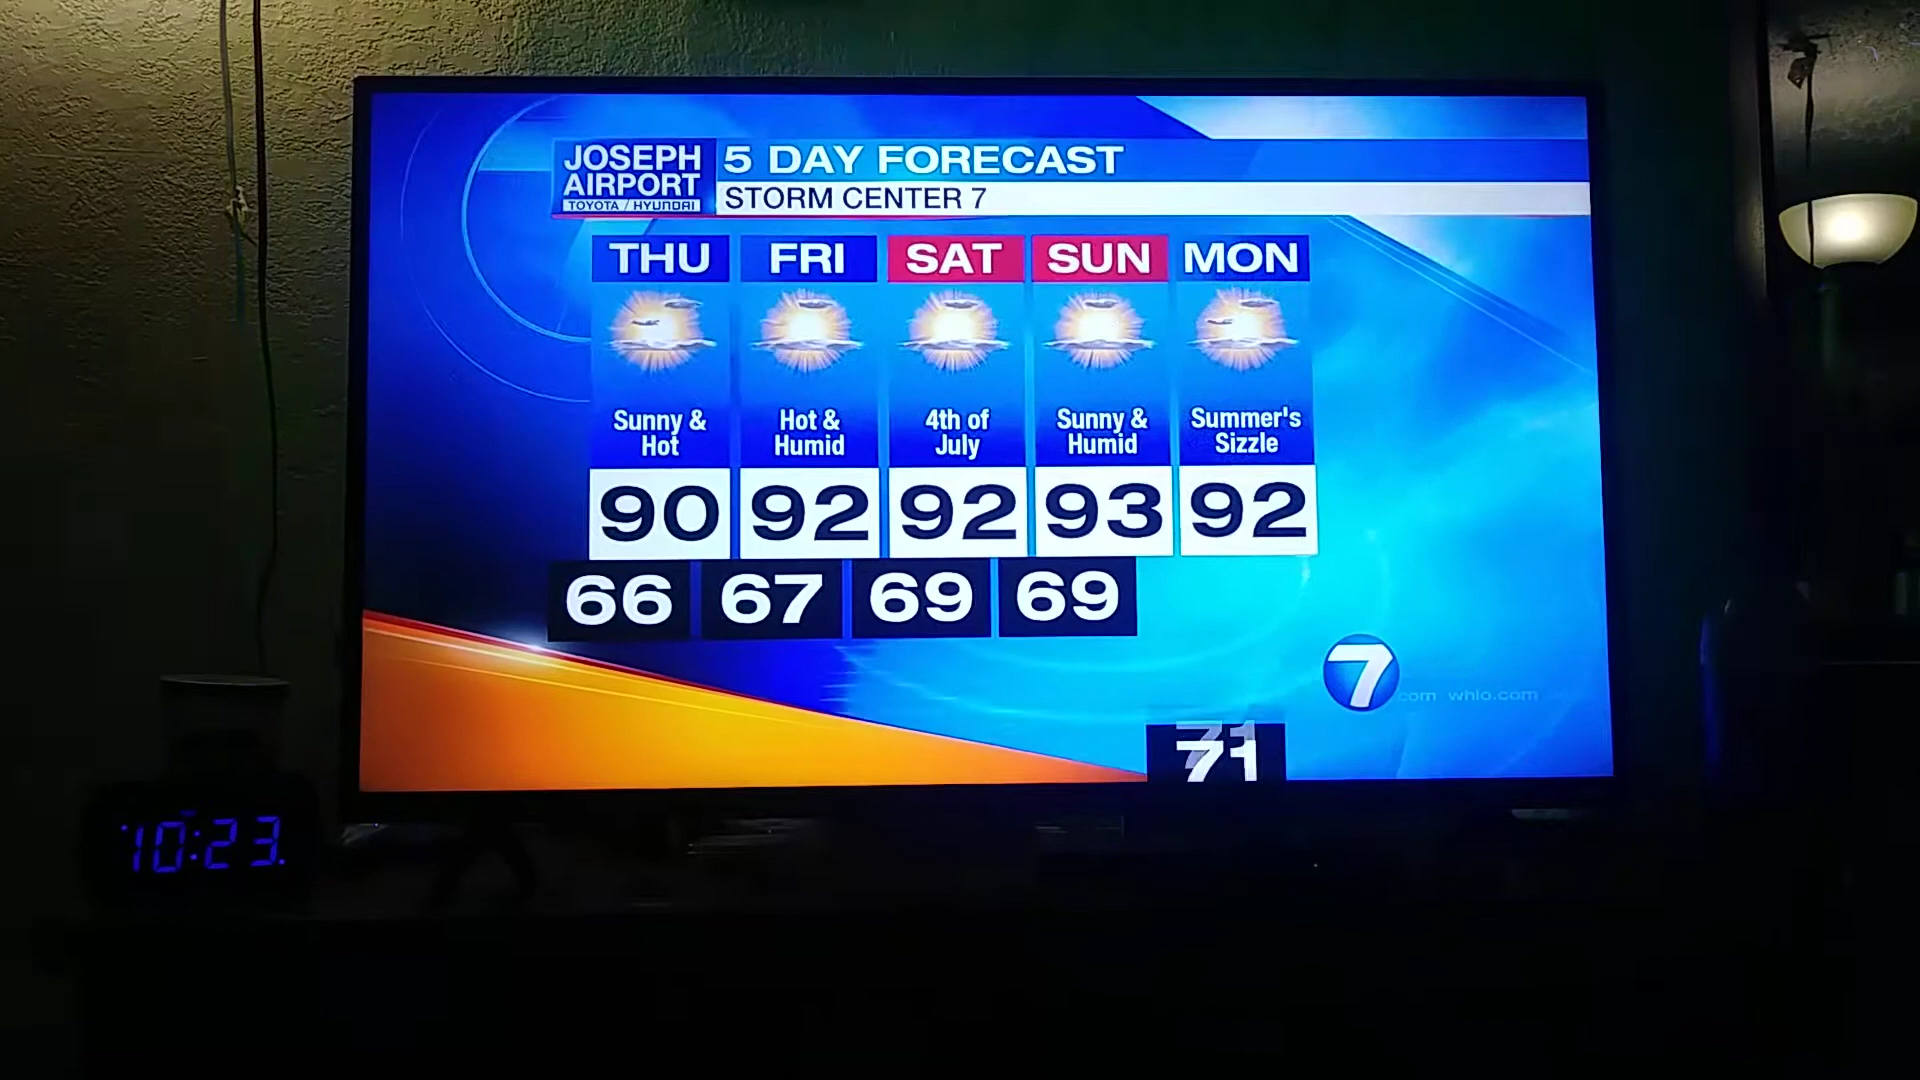 JOSEPH
AIRPORT
TOYOTA / HYUNDAI
5 DAY FORECAST
STORM CENTER 7
THU FRI SAT SUN MON
Sunny &
Hot
Hot &
Humid
4th of
July
Sunny &
Humid
Summer's
Sizzle
90 92 92 93 92
66 67 69 69
7
com whio.com
71
10:23